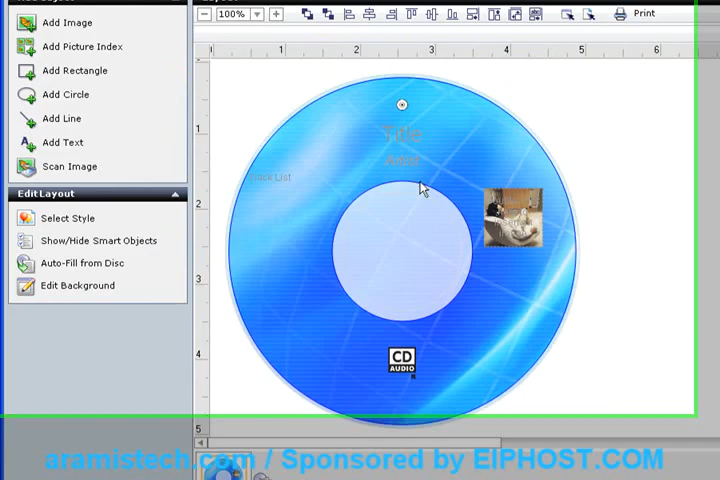 100%
Print
Add Image
Add Picture Index
Add Rectangle
Add Circle
Add Line
Add Text
Scan Image
Edit Layout
Select Style
Show/Hide Smart Objects
Auto-Fill from Disc
Edit Background
1 2 3 4 5 6
1
2
3
4
5
Title
Artist
Track List
CD
AUDIO
aramistech.com / Sponsored by EIPHOST.COM